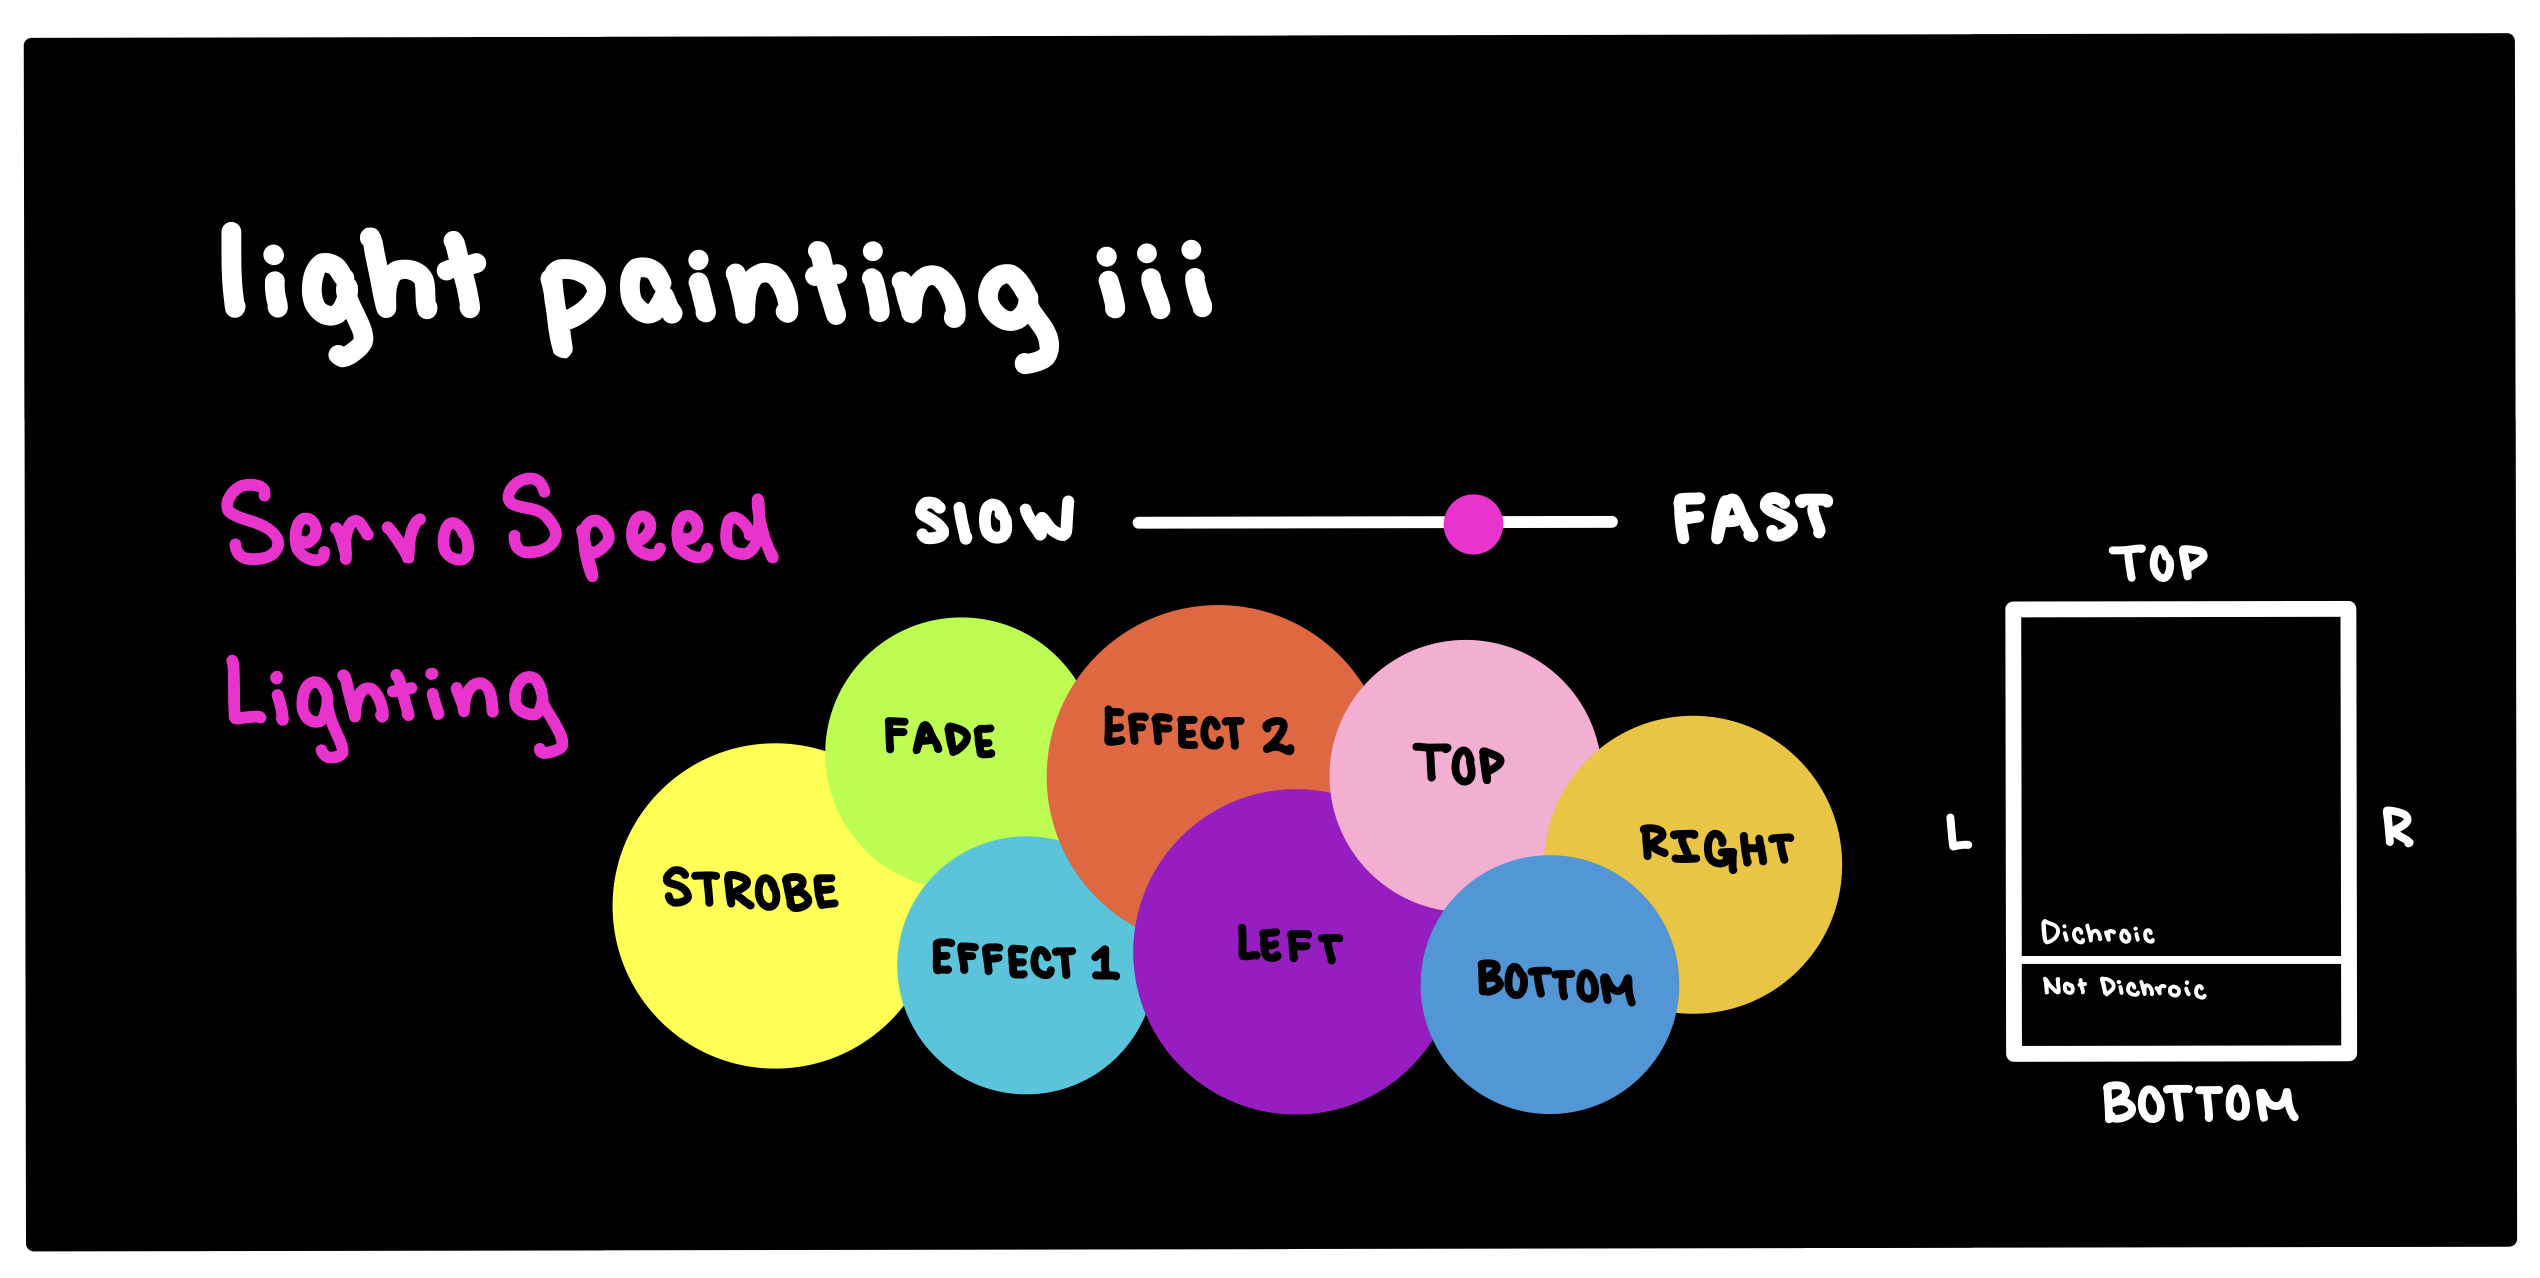 light painting iii
Servo Speed
SlOW
FAST
Lighting
STROBE
FADE
EFFECT 1
EFFECT 2
LEFT
TOP
BOTTOM
RIGHT
TOP
L
R
Dichroic
Not Dichroic
BOTTOM